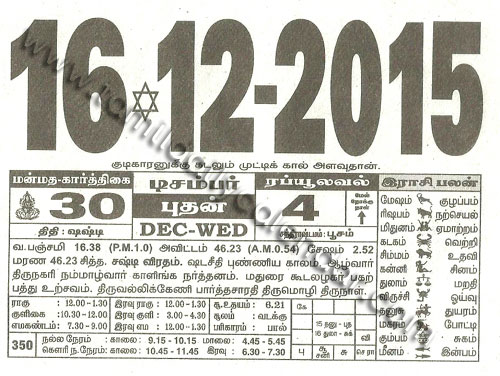 16-12-2015
www.tamildailycalendar.com
குடிகாரனுக்கு கடலும் முட்டிக் கால் அளவுதான்.
மன்மத-கார்த்திகை டிசம்பர் ரப்யூலவல் இராசி பலன்
30 புதன் 4 மேல் நோக்கு நாள்
திதி : ஷஷ்டி DEC-WED சந்திராஷ்டமம்: பூசம்
வ.பஞ்சமி 16.38 (P.M.1.0) அவிட்டம் 46.23 (A.M.0.54) சேஷம் 2.52
மரண 46.23 சித்த. சஷ்டி விரதம். ஷடசீதி புண்ணிய காலம். ஆழ்வார்
திருநகரி நம்மாழ்வார் காளிங்க நர்த்தனம். மதுரை கூடலழகர் பகற்
பத்து உற்சவம். திருவல்லிக்கேணி பார்த்தசாரதி திருமொழி திருநாள்.
மேஷம் குழப்பம்
ரிஷபம் நற்செயல்
மிதுனம் ஏமாற்றம்
கடகம் வெற்றி
சிம்மம் உதவி
கன்னி சினம்
துலாம் மறதி
விருச்சி ஓய்வு
தனுசு துயரம்
மகரம் போட்டி
கும்பம் சுகம்
மீனம் இன்பம்
ராகு : 12.00 -1.30 இரவு ராகு : 12.00-1.30 சூ.உதயம் : 6.21
குளிகை :10.30 -12.00 இரவு குளி : 3.00-4.30 சூலம் : வடக்கு
எமகண்டம் : 7.30 - 9.00 இரவு எம : 12.00-1.30 பரிகாரம் : பால்
350 நல்ல நேரம் : காலை : 9.15 - 10.15 மாலை : 4.45 - 5.45
கௌரி ந.நேரம் : காலை : 10.45 - 11.45 இரவு : 6.30 - 7.30
கே
15 ரானு - புத
வி
பு சூ சனி சு செ ரா